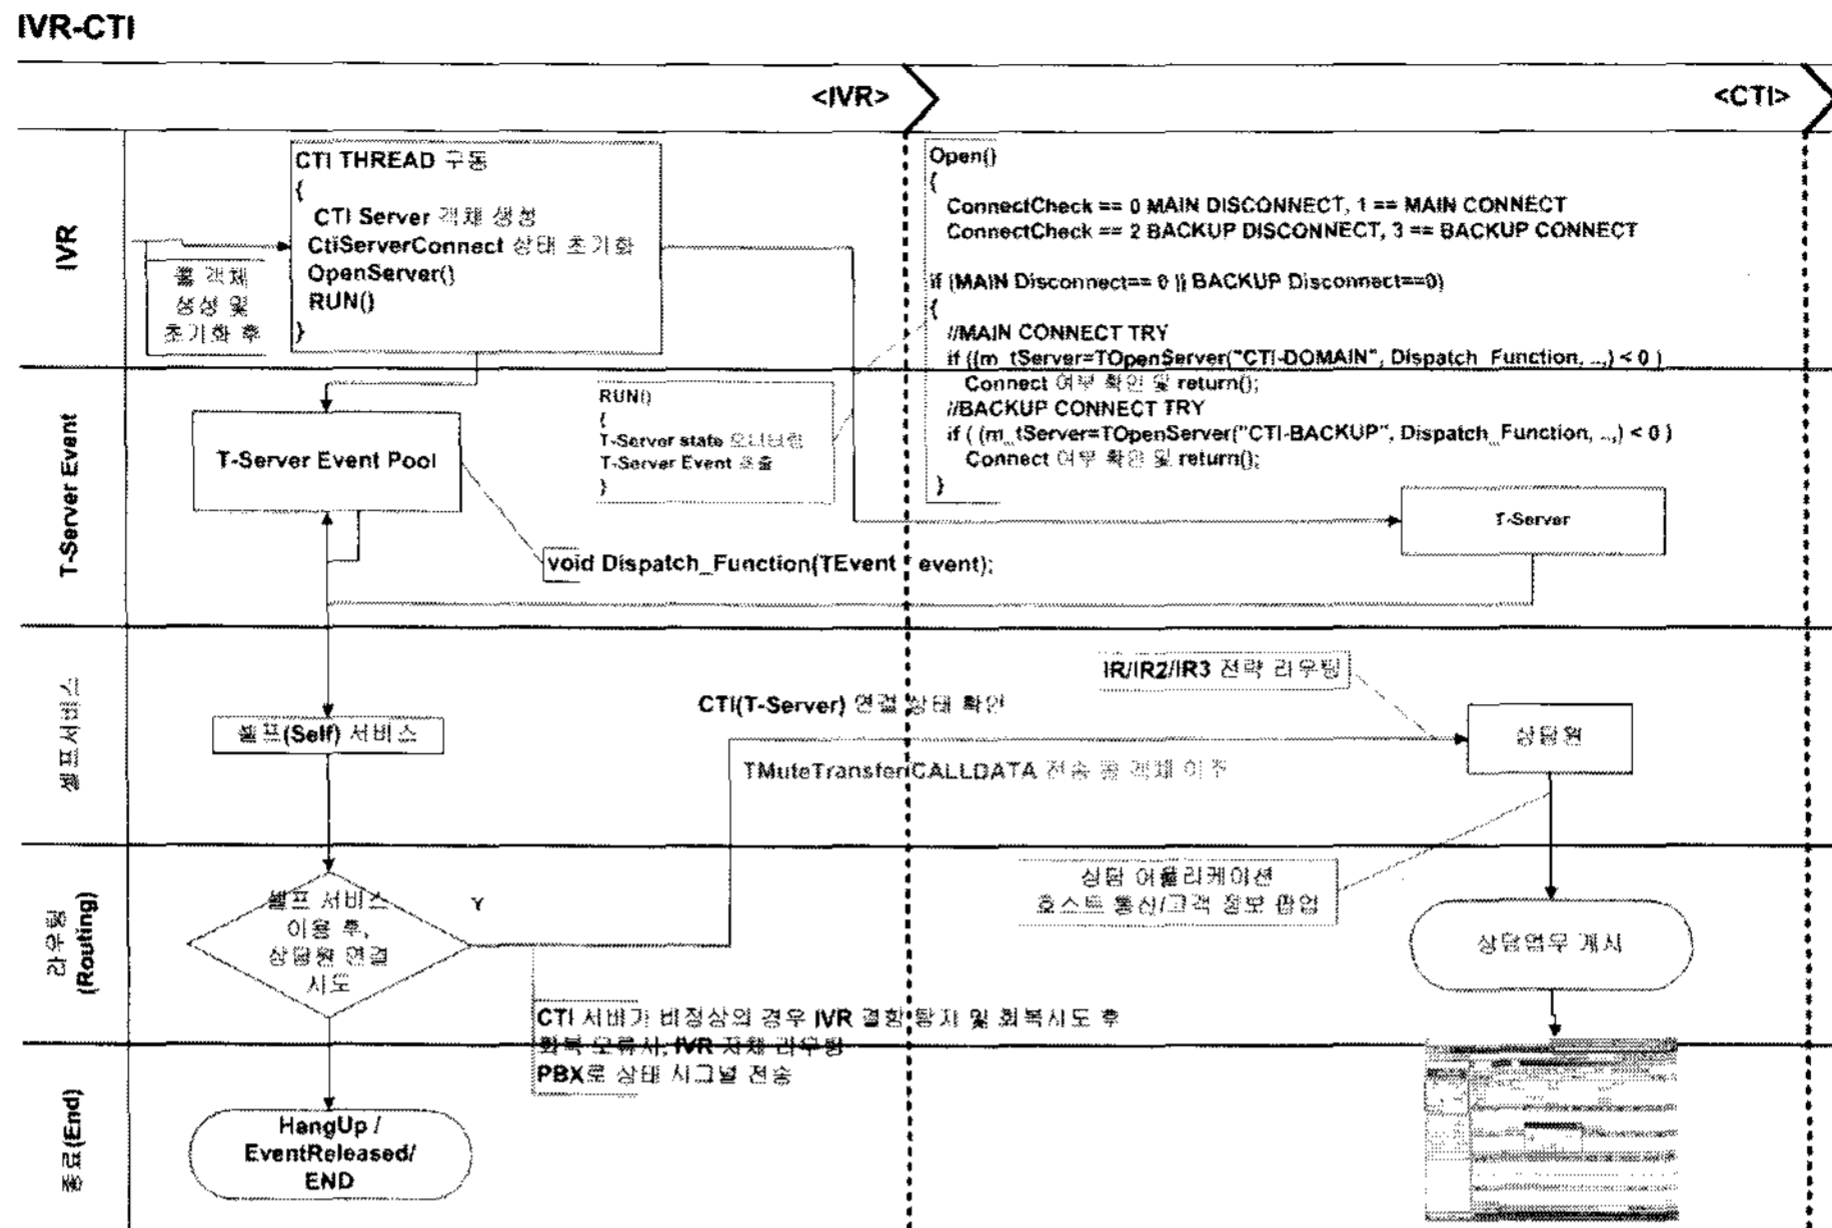 IVR-CTI
<IVR>
<CTI>
IVR
콜 객체
생성 및
초기화 후
CTI THREAD 구동
{
CTI Server 객체 생성
CtiServerConnect 상태 초기화
OpenServer()
RUN()
}
Open()
{
ConnectCheck == 0 MAIN DISCONNECT, 1 == MAIN CONNECT
ConnectCheck == 2 BACKUP DISCONNECT, 3 == BACKUP CONNECT
if (MAIN Disconnect== 0 || BACKUP Disconnect==0)
{
//MAIN CONNECT TRY
if ((m_tServer=TOpenServer("CTI-DOMAIN", Dispatch_Function, ..,) < 0 )
Connect 여부 확인 및 return();
//BACKUP CONNECT TRY
if ( (m_tServer=TOpenServer("CTI-BACKUP", Dispatch_Function, ..,) < 0 )
Connect 여부 확인 및 return();
}
T-Server Event
T-Server Event Pool
RUN()
{
T-Server state 모니터링
T-Server Event 호출
}
T-Server
void Dispatch_Function(TEvent * event);
셀프서비스
셀프(Self) 서비스
CTI(T-Server) 연결 상태 확인
IR/IR2/IR3 전략 라우팅
상담원
TMuteTransfer/CALLDATA 전송 콜 객체 이주
라우팅
(Routing)
셀프 서비스
이용 후,
상담원 연결
시도
Y
상담 어플리케이션
호스트 통신/고객 정보 팝업
상담업무 개시
CTI 서버가 비정상의 경우 IVR 결함 탐지 및 회복시도 후
회복 오류시, IVR 자체 라우팅
PBX로 상태 시그널 전송
종료(End)
HangUp /
EventReleased/
END